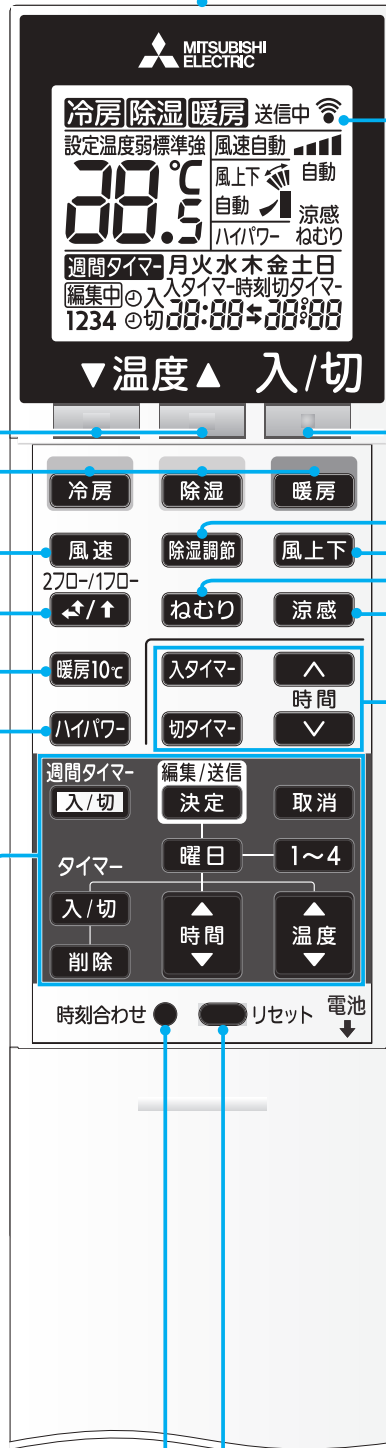 MITSUBISHI
ELECTRIC
冷房 除湿 暖房 送信中
設定温度弱標準強 風速自動
88.5℃ 風上下 自動
自動 涼感
ハイパワー ねむり
週間タイマー 月火水木金土日
編集中 入 入タイマー時刻切タイマー
1234 切 88:88 88:88
▼温度▲ 入/切
冷房 除湿 暖房
風速 除湿調節 風上下
2フロー/1フロー
/↑ ねむり 涼感
暖房10℃ 入タイマー ∧
時間
ハイパワー 切タイマー ∨
週間タイマー 編集/送信
入/切 決定 取消
タイマー 曜日 1~4
入/切 ▲ ▲
時間 温度
削除 ▼ ▼
時刻合わせ リセット 電池